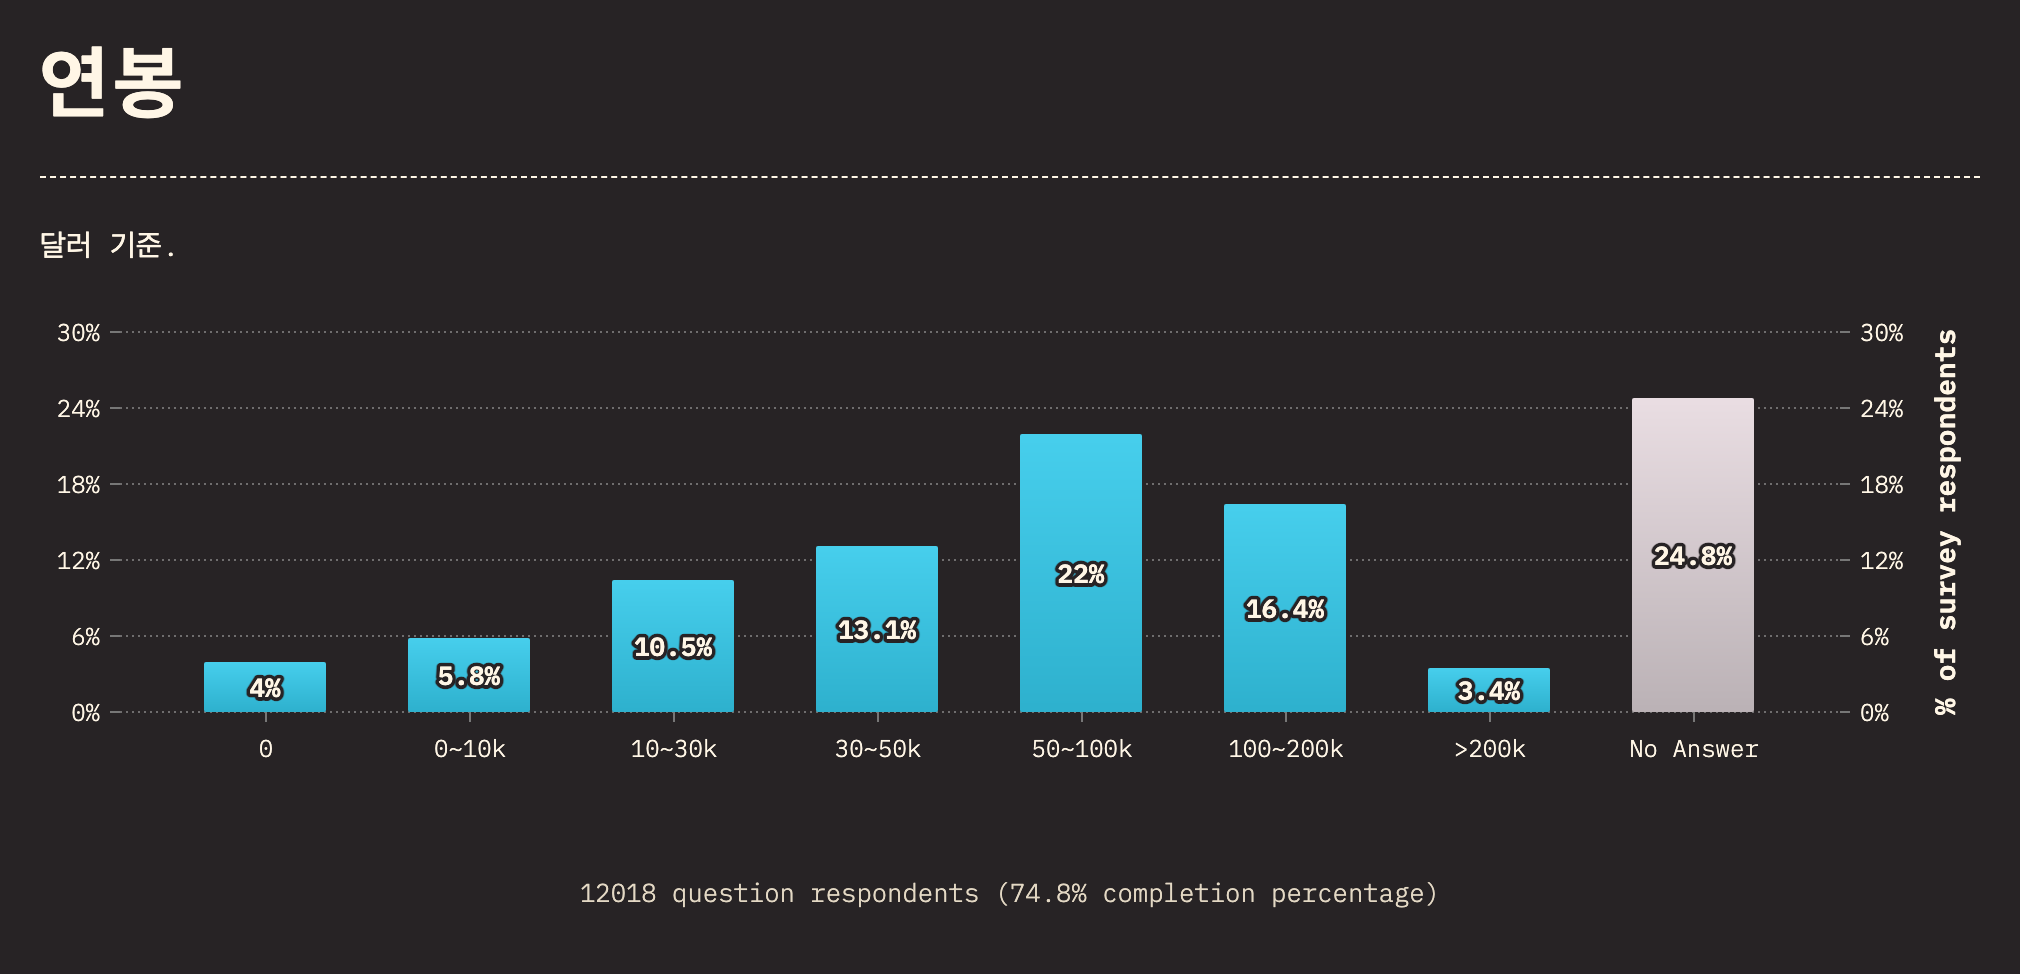 연봉
달러 기준.
30%
24%
18%
12%
6%
0%
4%
5.8%
10.5%
13.1%
22%
16.4%
3.4%
24.8%
30%
24%
18%
12%
6%
0%
% of survey respondents
0
0~10k
10~30k
30~50k
50~100k
100~200k
>200k
No Answer
12018 question respondents (74.8% completion percentage)